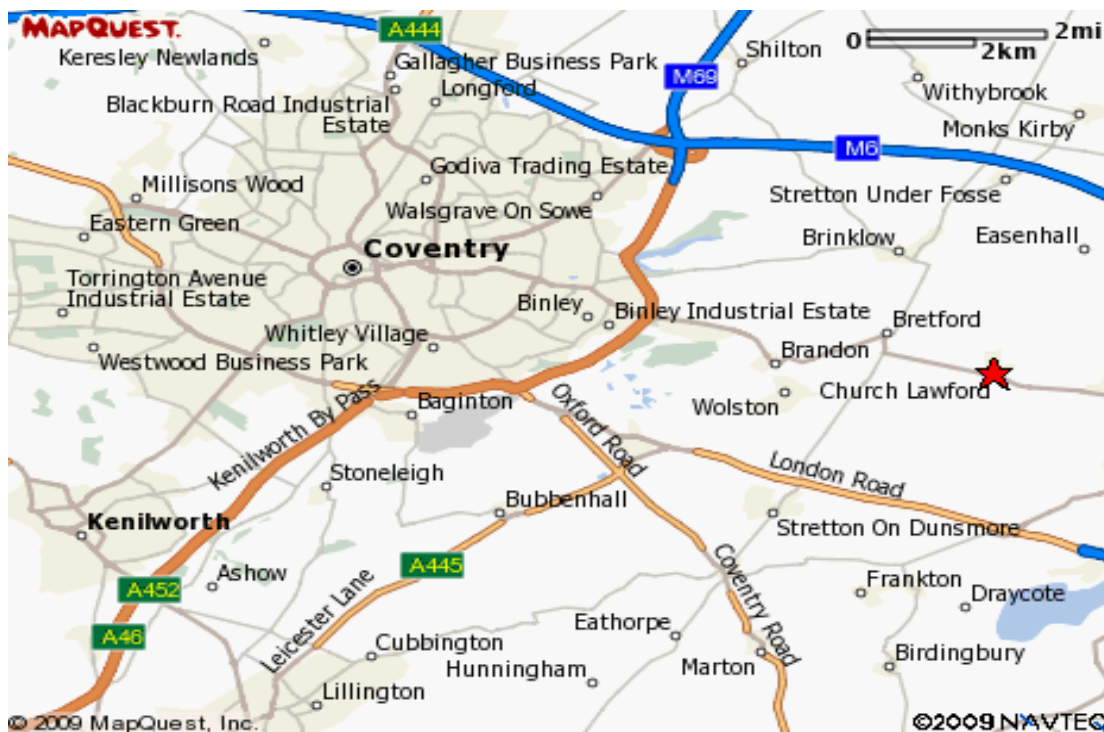 MAPQUEST.
A444
0 2mi
2km
Keresley Newlands
Gallagher Business Park
Shilton
M69
Longford
Withybrook
Blackburn Road Industrial
Estate
Monks Kirby
M6
Godiva Trading Estate
Millisons Wood
Stretton Under Fosse
Walsgrave On Sowe
Eastern Green
Coventry
Brinklow
Easenhall
Torrington Avenue
Industrial Estate
Binley
Binley Industrial Estate
Bretford
Whitley Village
Westwood Business Park
Brandon
Church Lawford
Wolston
Baginton
Kenilworth By Pass
Oxford Road
Stoneleigh
London Road
Bubbenhall
Kenilworth
Stretton On Dunsmore
A445
Ashow
A452
Frankton
Draycote
Leicester Lane
Coventry Road
Eathorpe
A46
Cubbington
Hunningham
Marton
Birdingbury
Lillington
© 2009 MapQuest, Inc.
©2009 NAVTEQ